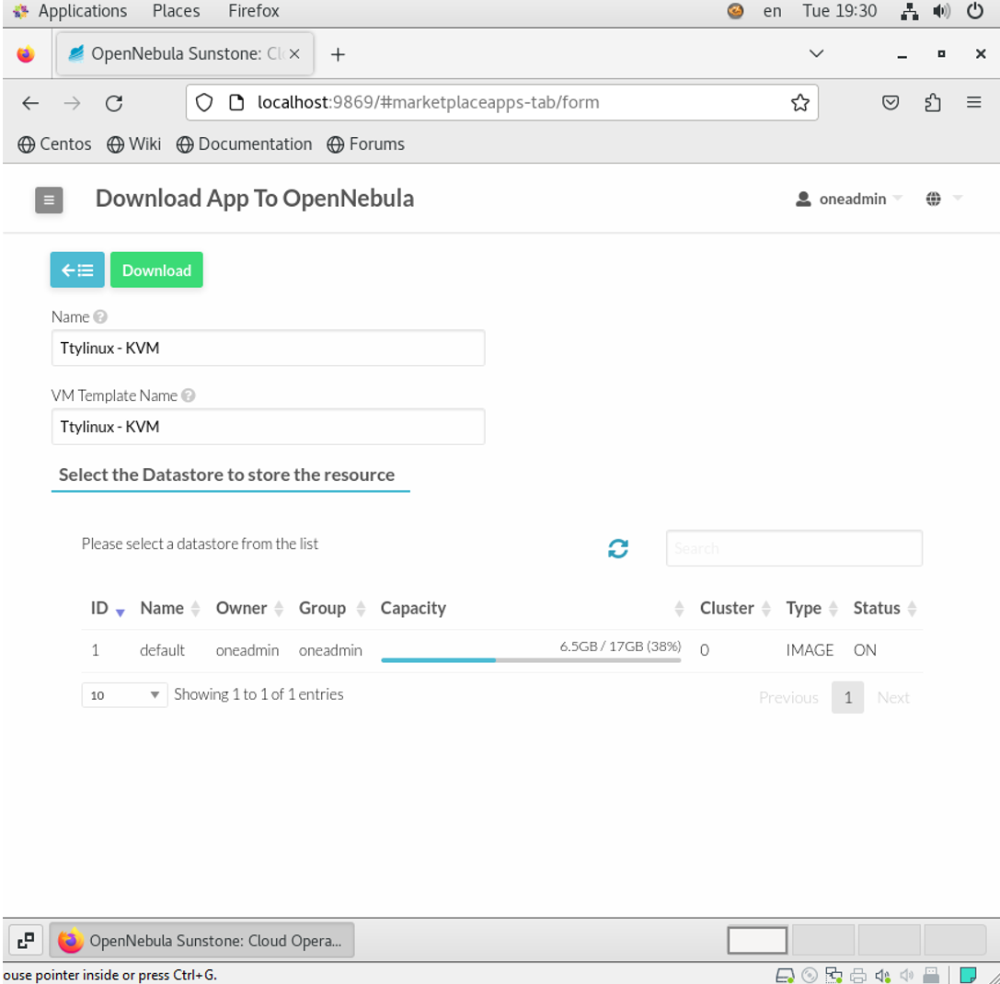 Applications Places Firefox en Tue 19:30
OpenNebula Sunstone: Cl
localhost:9869/#marketplaceapps-tab/form
Centos Wiki Documentation Forums
Download App To OpenNebula oneadmin
Download
Name
Ttylinux - KVM
VM Template Name
Ttylinux - KVM
Select the Datastore to store the resource
Please select a datastore from the list Search
ID Name Owner Group Capacity Cluster Type Status
1 default oneadmin oneadmin 6.5GB / 17GB (38%) 0 IMAGE ON
10 Showing 1 to 1 of 1 entries Previous 1 Next
OpenNebula Sunstone: Cloud Opera...
ouse pointer inside or press Ctrl+G.